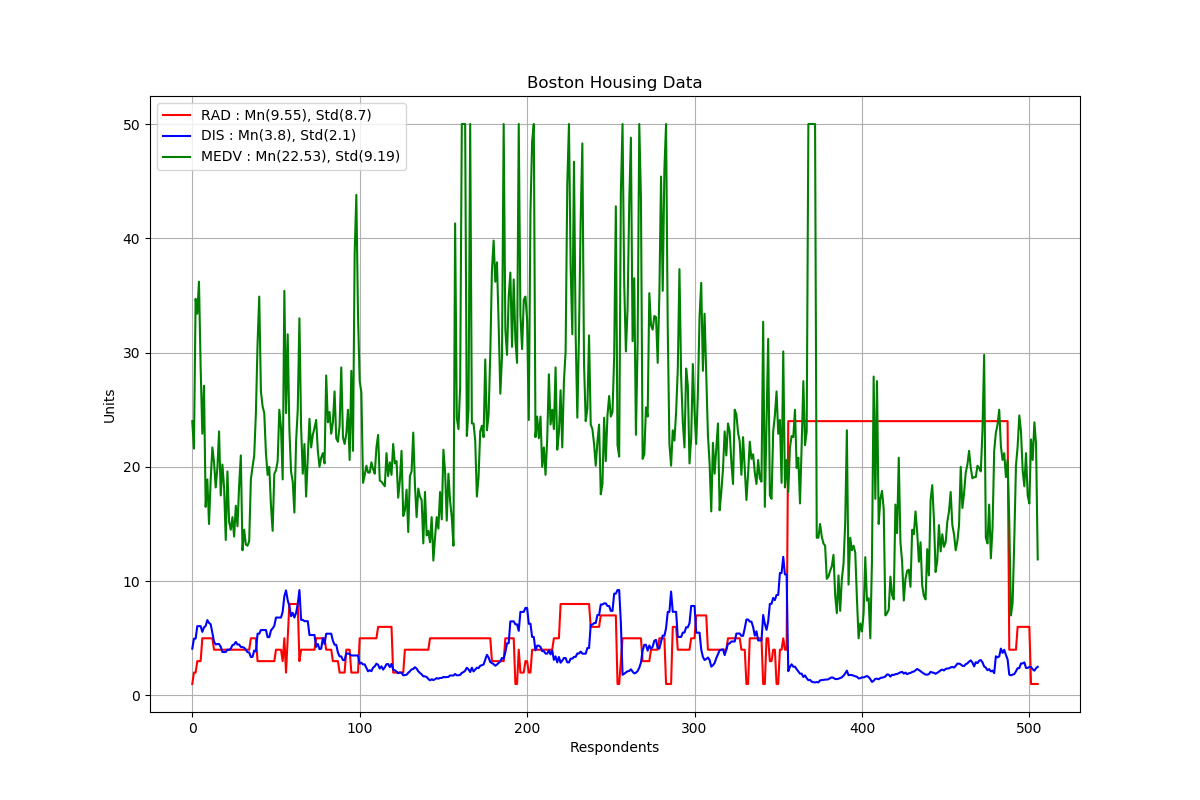 Boston Housing Data
RAD : Mn(9.55), Std(8.7)
DIS : Mn(3.8), Std(2.1)
MEDV : Mn(22.53), Std(9.19)
50
40
30
20
10
0
Units
0 100 200 300 400 500
Respondents